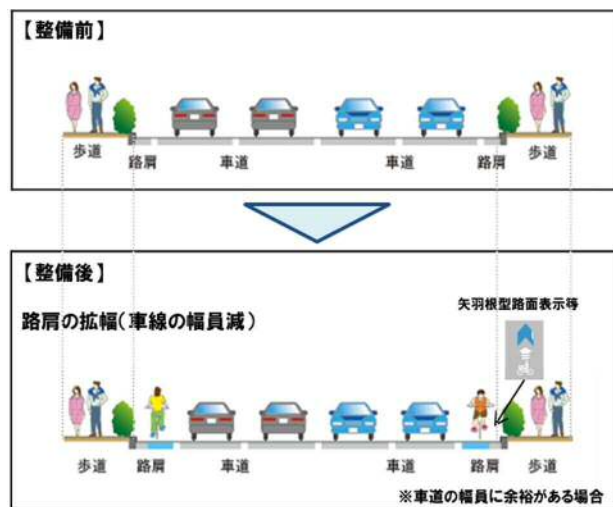 【整備前】
歩道 路肩 車道 車道 路肩 歩道
【整備後】
路肩の拡幅(車線の幅員減)
矢羽根型路面表示等
歩道 路肩 車道 車道 路肩 歩道
※車道の幅員に余裕がある場合